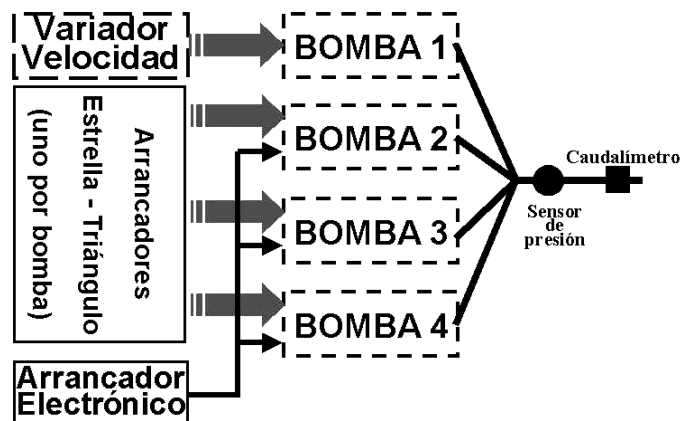 Variador
Velocidad
BOMBA 1
Arrancadores
Estrella - Triángulo
(uno por bomba)
BOMBA 2
BOMBA 3
BOMBA 4
Arrancador
Electrónico
Caudalímetro
Sensor
de
presión